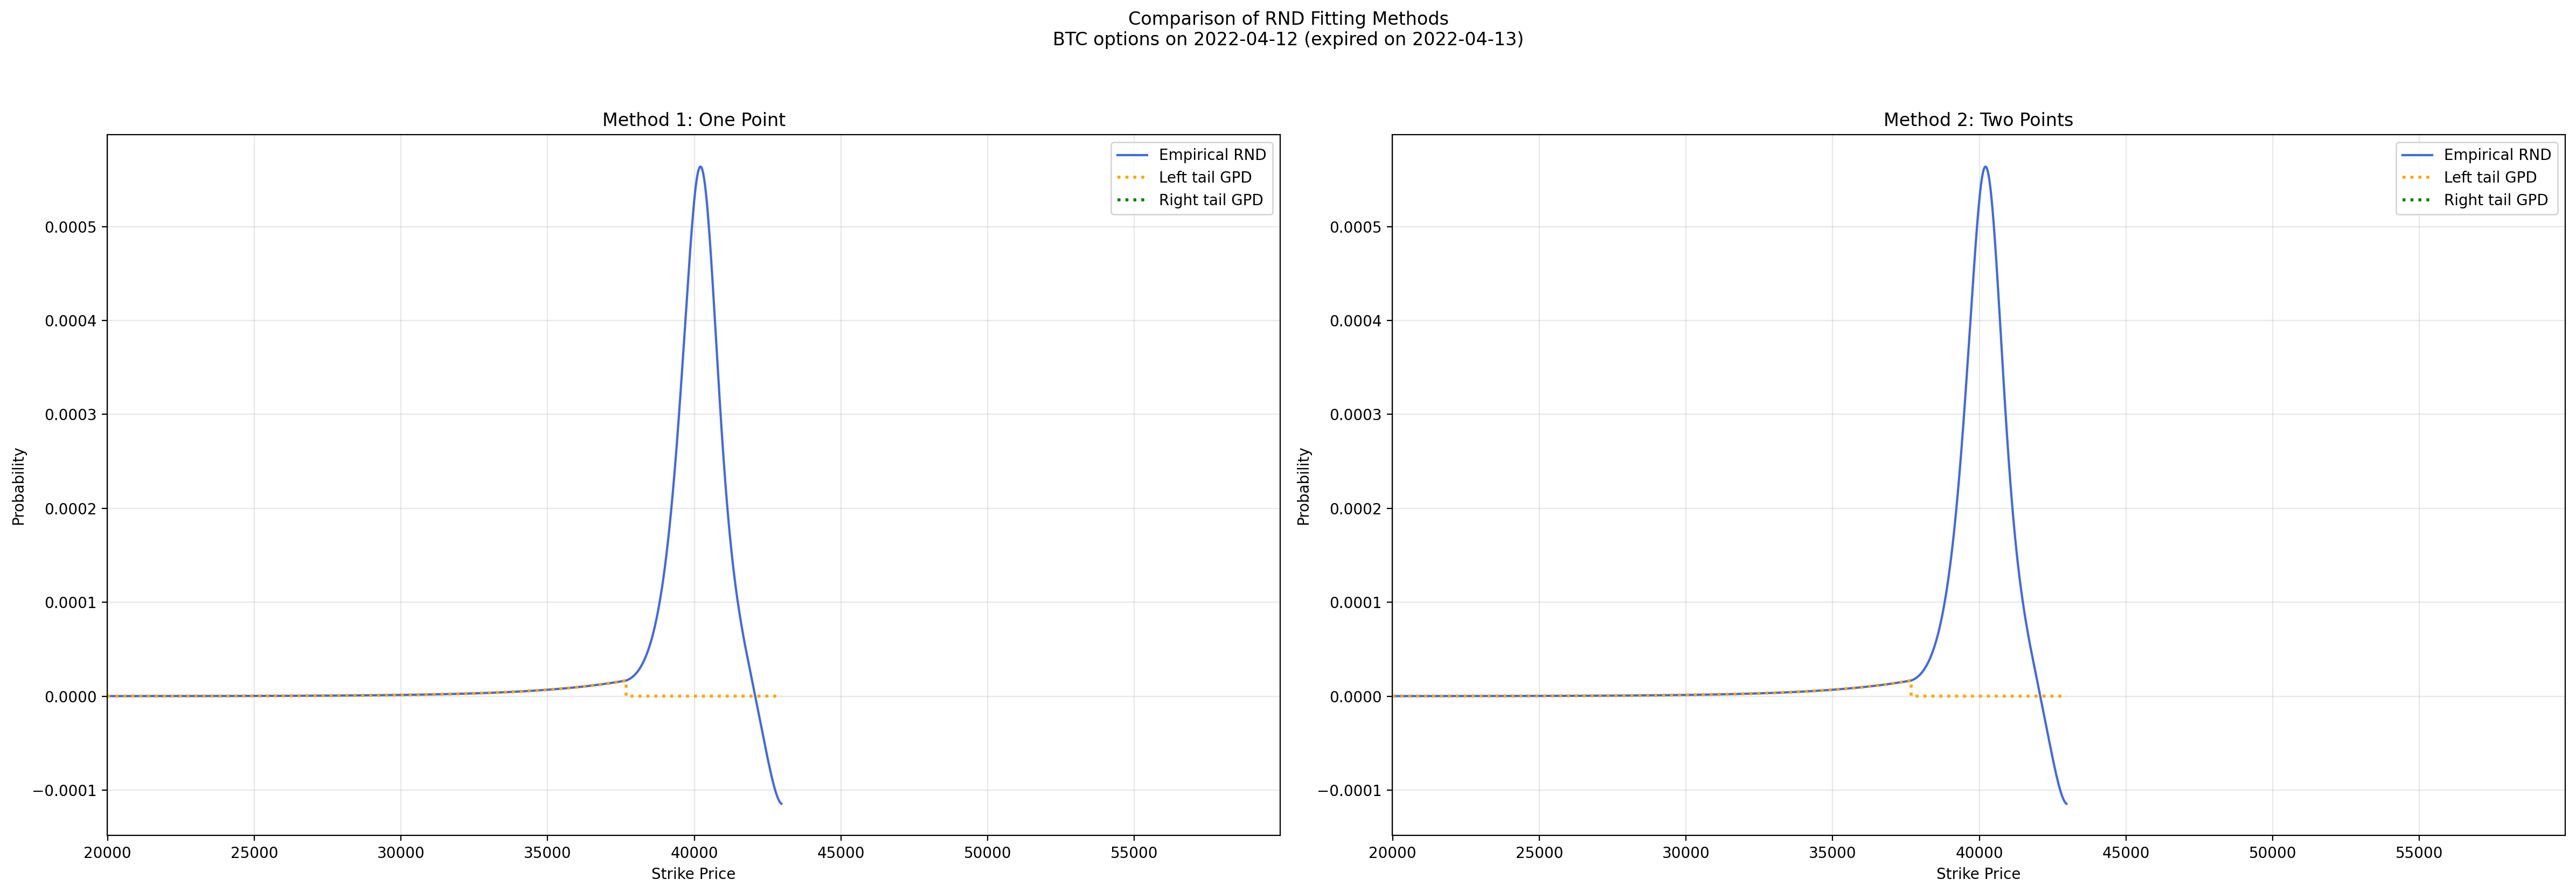 Comparison of RND Fitting Methods
BTC options on 2022-04-12 (expired on 2022-04-13)
Method 1: One Point
Empirical RND
Left tail GPD
Right tail GPD
0.0005
0.0004
0.0003
0.0002
0.0001
0.0000
−0.0001
Probability
20000 25000 30000 35000 40000 45000 50000 55000
Strike Price
Method 2: Two Points
Empirical RND
Left tail GPD
Right tail GPD
0.0005
0.0004
0.0003
0.0002
0.0001
0.0000
−0.0001
Probability
20000 25000 30000 35000 40000 45000 50000 55000
Strike Price